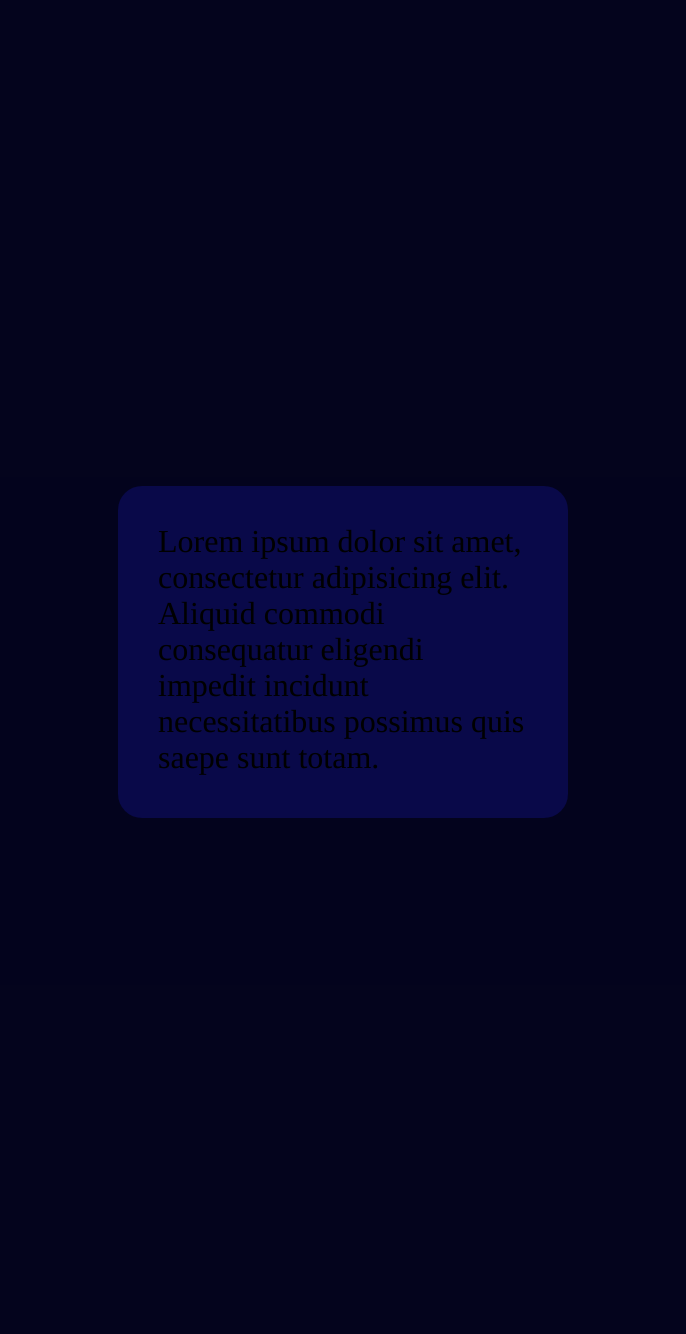 Lorem ipsum dolor sit amet,
consectetur adipisicing elit.
Aliquid commodi
consequatur eligendi
impedit incidunt
necessitatibus possimus quis
saepe sunt totam.